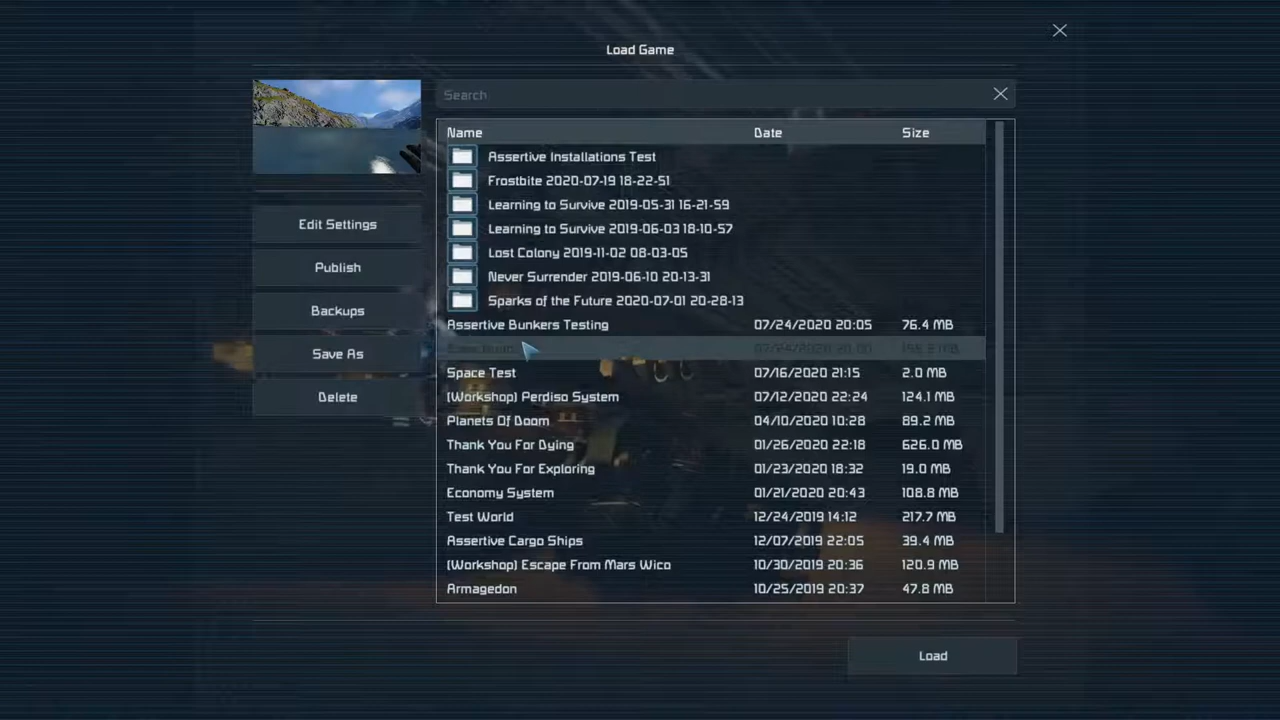 Load Game
Search
Name Date Size
Assertive Installations Test
Frostbite 2020-07-19 18-22-51
Learning to Survive 2019-05-31 16-21-59
Learning to Survive 2019-06-03 18-10-57
Lost Colony 2019-11-02 08-03-05
Never Surrender 2019-06-10 20-13-31
Sparks of the Future 2020-07-01 20-28-13
Assertive Bunkers Testing 07/24/2020 20:05 76.4 MB
Space Test 07/16/2020 21:15 2.0 MB
(Workshop) Perdiso System 07/12/2020 22:24 124.1 MB
Planets Of Doom 04/10/2020 10:28 89.2 MB
Thank You For Dying 01/26/2020 22:18 626.0 MB
Thank You For Exploring 01/23/2020 18:32 19.0 MB
Economy System 01/21/2020 20:43 108.8 MB
Test World 12/24/2019 14:12 217.7 MB
Assertive Cargo Ships 12/07/2019 22:05 39.4 MB
(Workshop) Escape From Mars Wico 10/30/2019 20:36 120.9 MB
Armagedon 10/25/2019 20:37 47.8 MB
Edit Settings
Publish
Backups
Save As
Delete
Load